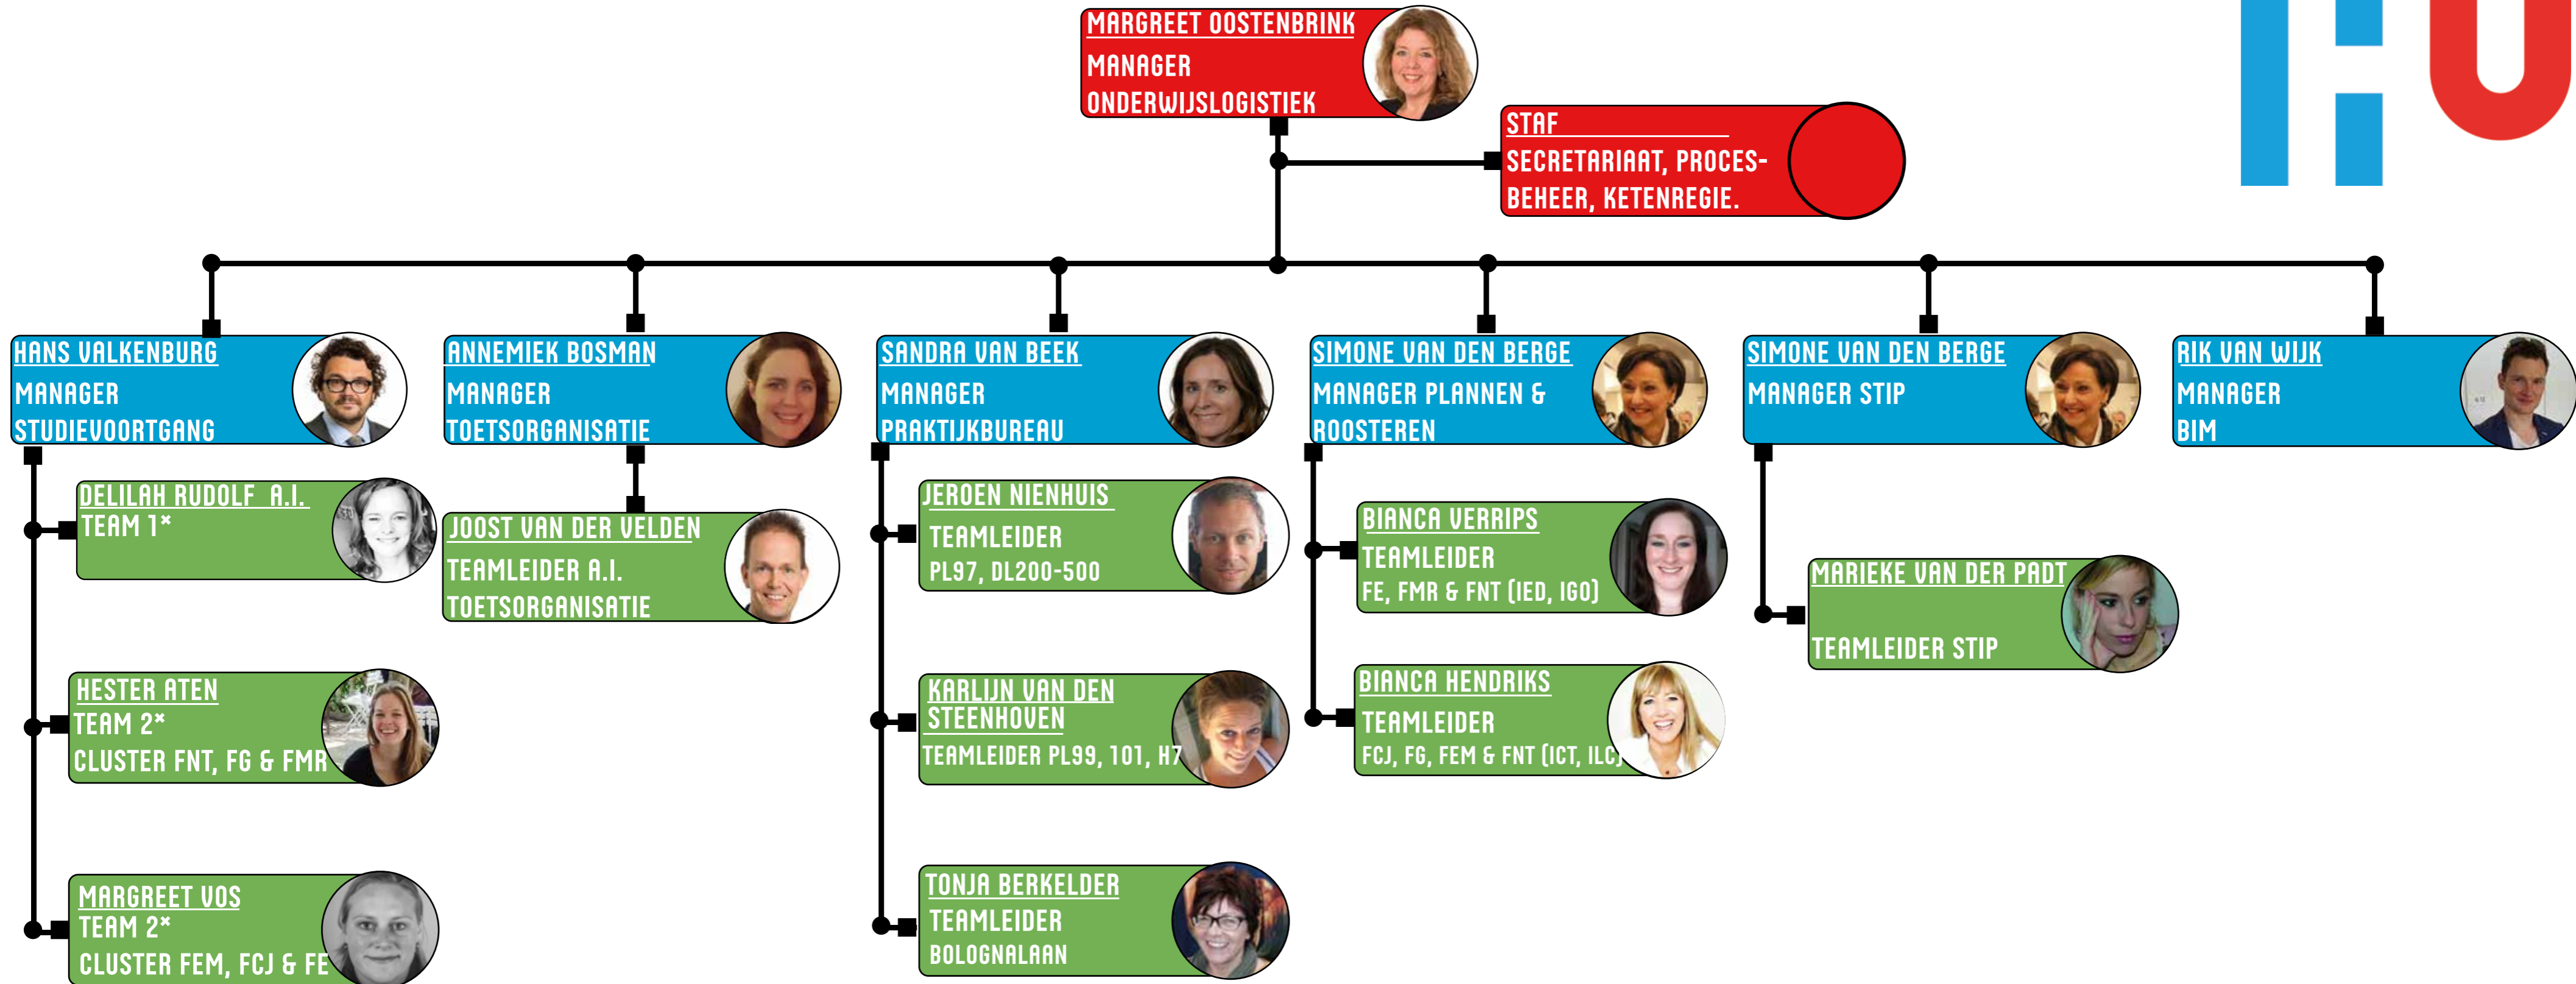 HU
MARGREET OOSTENBRINK
MANAGER
ONDERWIJSLOGISTIEK
STAF
SECRETARIAAT, PROCES-
BEHEER, KETENREGIE.
HANS VALKENBURG
MANAGER
STUDIEVOORTGANG
DELILAH RUDOLF A.I.
TEAM 1*
HESTER ATEN
TEAM 2*
CLUSTER FNT, FG & FMR
MARGREET VOS
TEAM 2*
CLUSTER FEM, FCJ & FE
ANNEMIEK BOSMAN
MANAGER
TOETSORGANISATIE
JOOST VAN DER VELDEN
TEAMLEIDER A.I.
TOETSORGANISATIE
SANDRA VAN BEEK
MANAGER
PRAKTIJKBUREAU
JEROEN NIENHUIS
TEAMLEIDER
PL97, DL200-500
KARLIJN VAN DEN
STEENHOVEN
TEAMLEIDER PL99, 101, H7
TONJA BERKELDER
TEAMLEIDER
BOLOGNALAAN
SIMONE VAN DEN BERGE
MANAGER PLANNEN &
ROOSTEREN
BIANCA VERRIPS
TEAMLEIDER
FE, FMR & FNT (IED, IGO)
BIANCA HENDRIKS
TEAMLEIDER
FCJ, FG, FEM & FNT (ICT, ILC)
SIMONE VAN DEN BERGE
MANAGER STIP
MARIEKE VAN DER PADT
TEAMLEIDER STIP
RIK VAN WIJK
MANAGER
BIM